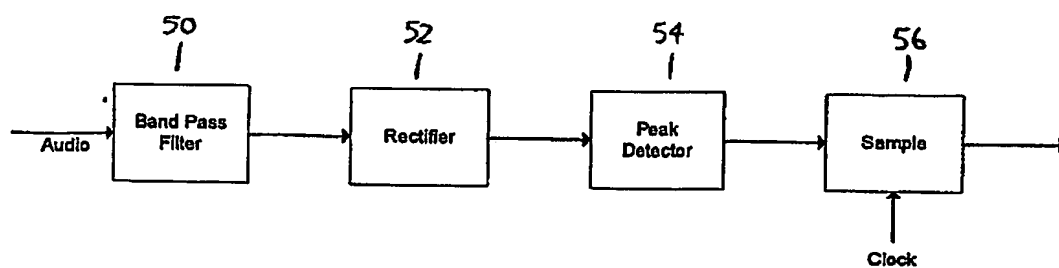 50
52
54
56
Audio
Band Pass
Filter
Rectifier
Peak
Detector
Sample
Clock